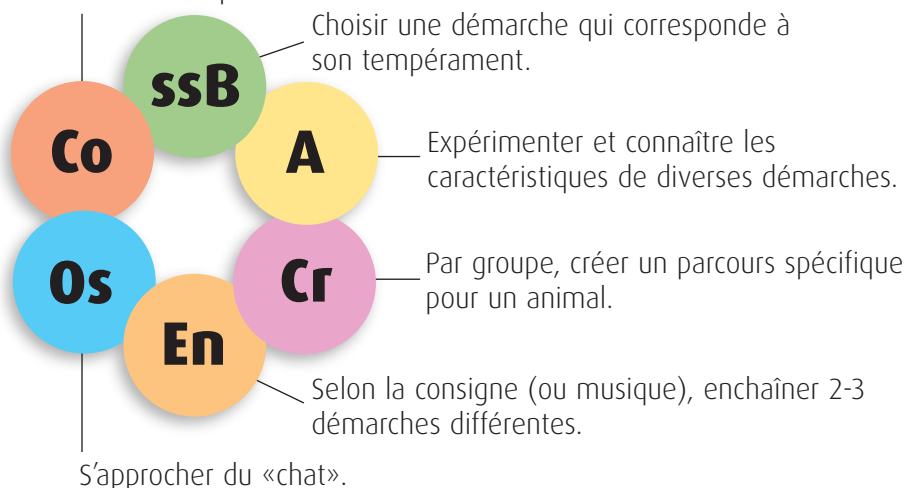 Choisir une démarche qui correspond à
son tempérament.
ssB
Co
A
Expérimenter et connaître les
caractéristiques de diverses démarches.
Os
Cr
Par groupe, créer un parcours spécifique
pour un animal.
En
Selon la consigne (ou musique), enchaîner 2-3
démarches différentes.
S’approcher du «chat».